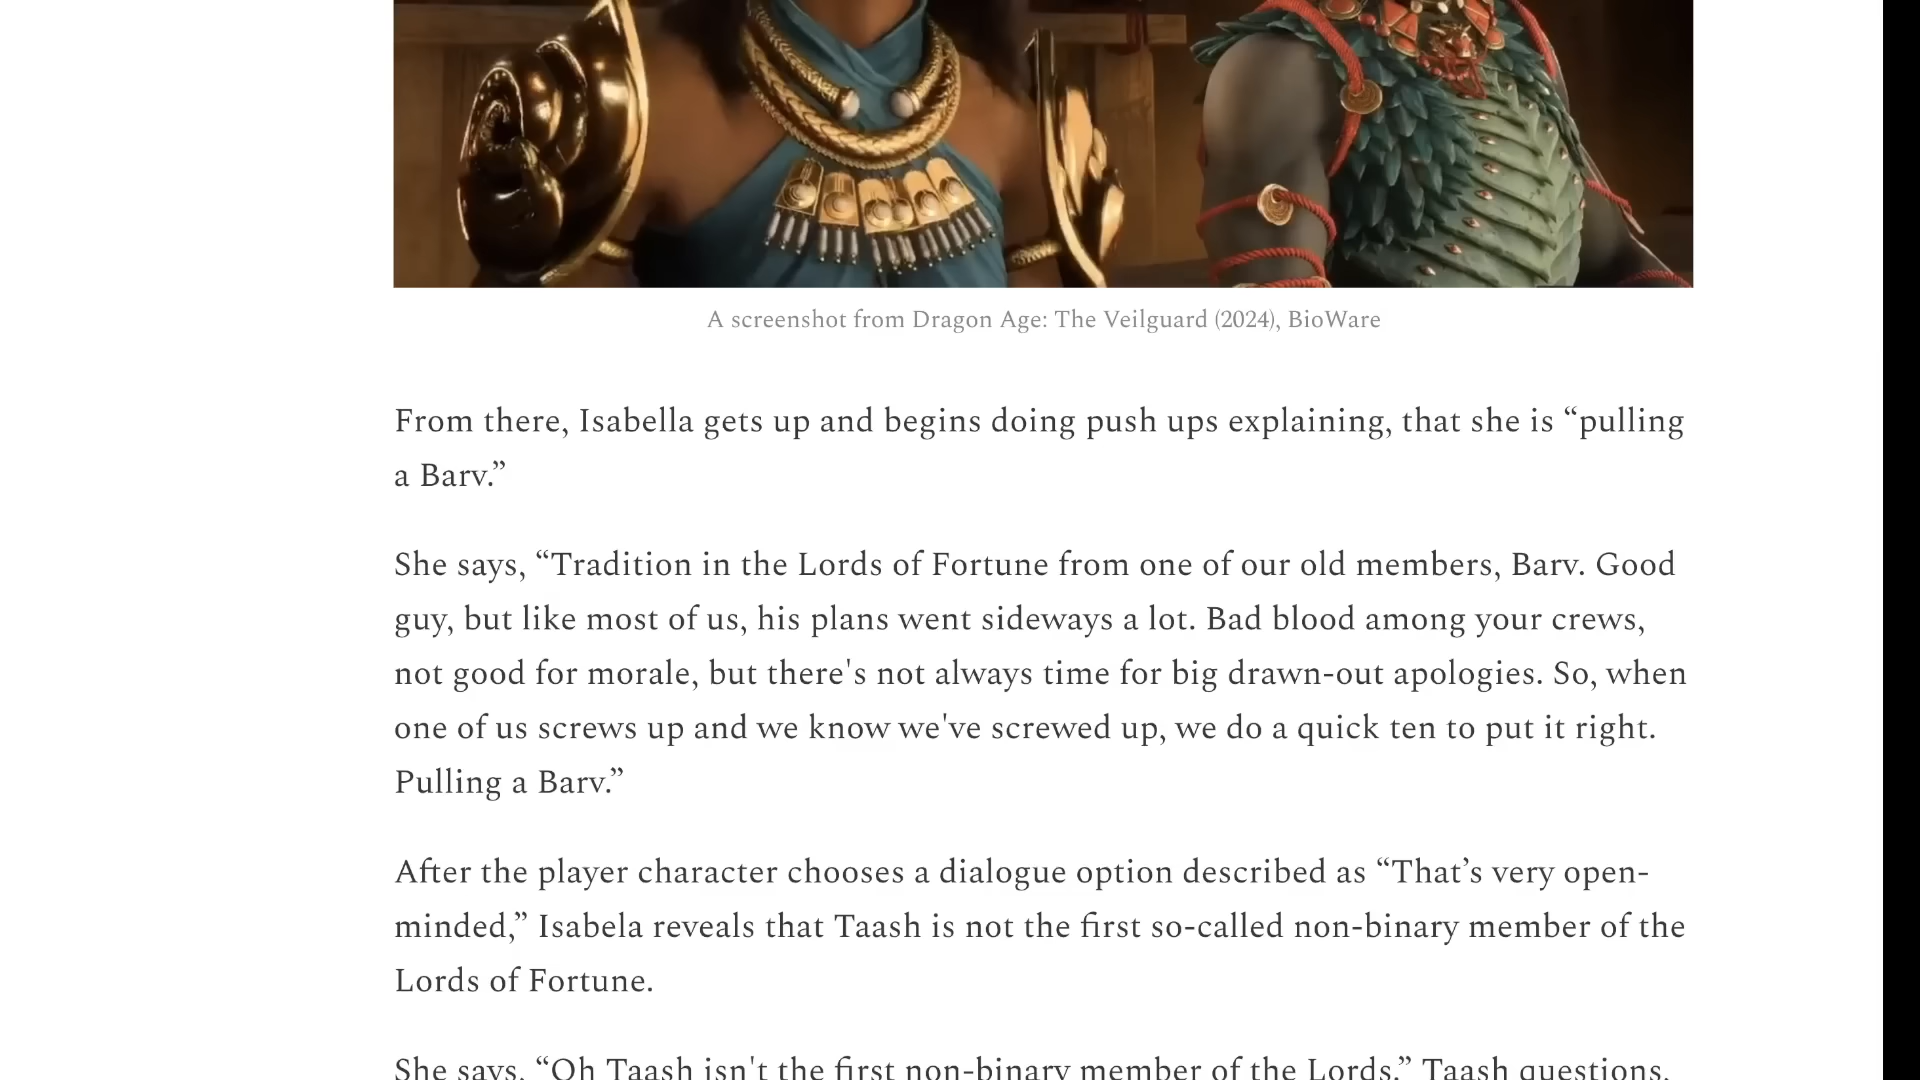 A screenshot from Dragon Age: The Veilguard (2024), BioWare
From there, Isabella gets up and begins doing push ups explaining, that she is “pulling
a Barv.”
She says, “Tradition in the Lords of Fortune from one of our old members, Barv. Good
guy, but like most of us, his plans went sideways a lot. Bad blood among your crews,
not good for morale, but there's not always time for big drawn-out apologies. So, when
one of us screws up and we know we've screwed up, we do a quick ten to put it right.
Pulling a Barv.”
After the player character chooses a dialogue option described as “That’s very open-
minded,” Isabela reveals that Taash is not the first so-called non-binary member of the
Lords of Fortune.
She says, “Oh Taash isn't the first non-binary member of the Lords.” Taash questions,